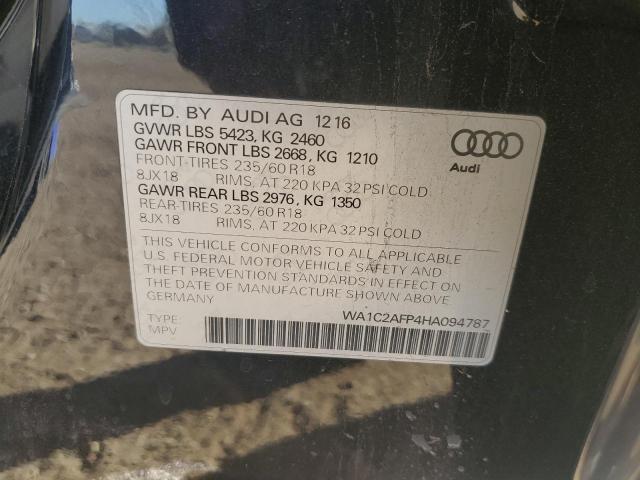 MFD. BY AUDI AG 12 16
GVWR LBS 5423, KG 2460
GAWR FRONT LBS 2668, KG 1210
FRONT-TIRES 235/60 R18
8JX18 RIMS, AT 220 KPA 32 PSI COLD
GAWR REAR LBS 2976, KG 1350
REAR-TIRES 235/60 R18
8JX18 RIMS, AT 220 KPA 32 PSI COLD
Audi
THIS VEHICLE CONFORMS TO ALL APPLICABLE
U.S. FEDERAL MOTOR VEHICLE SAFETY AND
THEFT PREVENTION STANDARDS IN EFFECT ON
THE DATE OF MANUFACTURE SHOWN ABOVE.
GERMANY
WA1C2AFP4HA094787
TYPE:
MPV